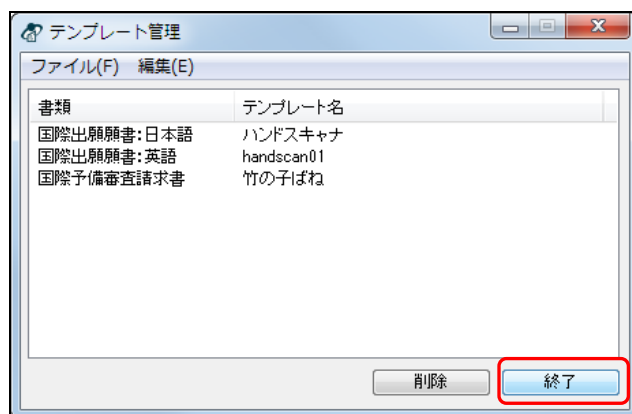 テンプレート管理
ファイル(F) 編集(E)
書類 テンプレート名
国際出願願書:日本語 ハンドスキャナ
国際出願願書:英語 handscan01
国際予備審査請求書 竹の子ばね
削除 終了